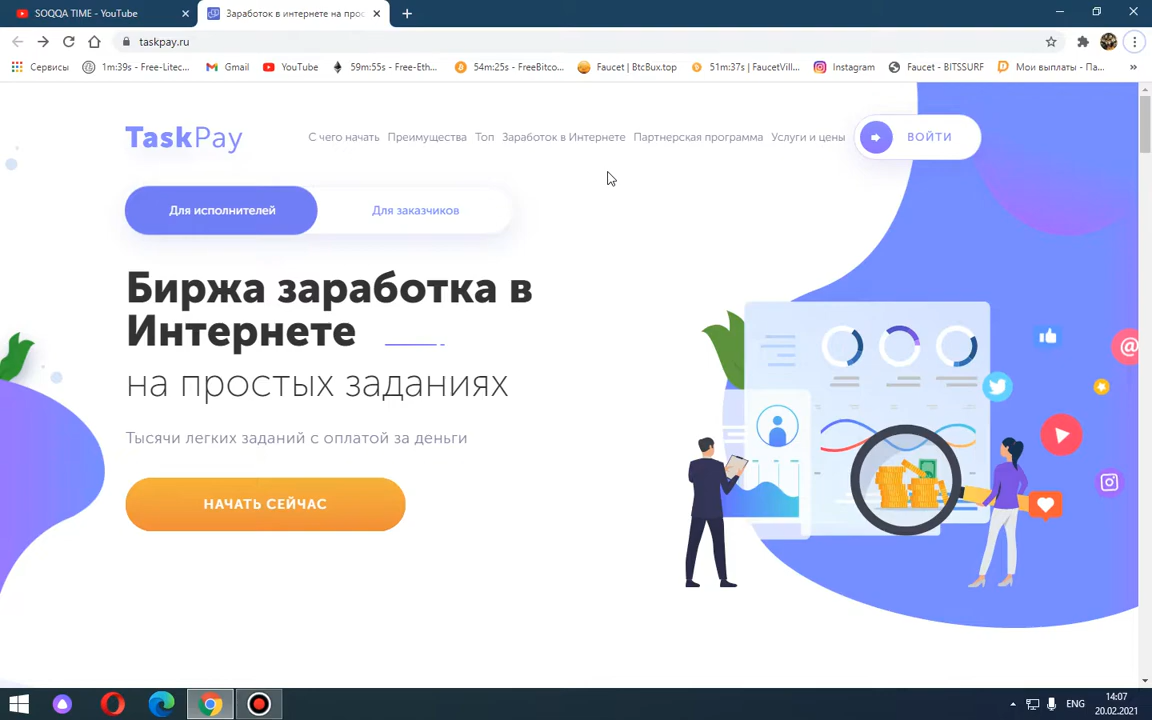 SOQQA TIME - YouTube
Заработок в интернете на прос
taskpay.ru
Сервисы
1m:39s - Free-Litec...
Gmail
YouTube
59m:55s - Free-Eth...
54m:25s - FreeBitco...
Faucet | BtcBux.top
51m:37s | FaucetVill...
Instagram
Faucet - BITSSURF
Мои выплаты - Па...
TaskPay
С чего начать
Преимущества
Топ
Заработок в Интернете
Партнерская программа
Услуги и цены
ВОЙТИ
Для исполнителей
Для заказчиков
Биржа заработка в
Интернете
на простых заданиях
Тысячи легких заданий с оплатой за деньги
НАЧАТЬ СЕЙЧАС
ENG
14:07
20.02.2021